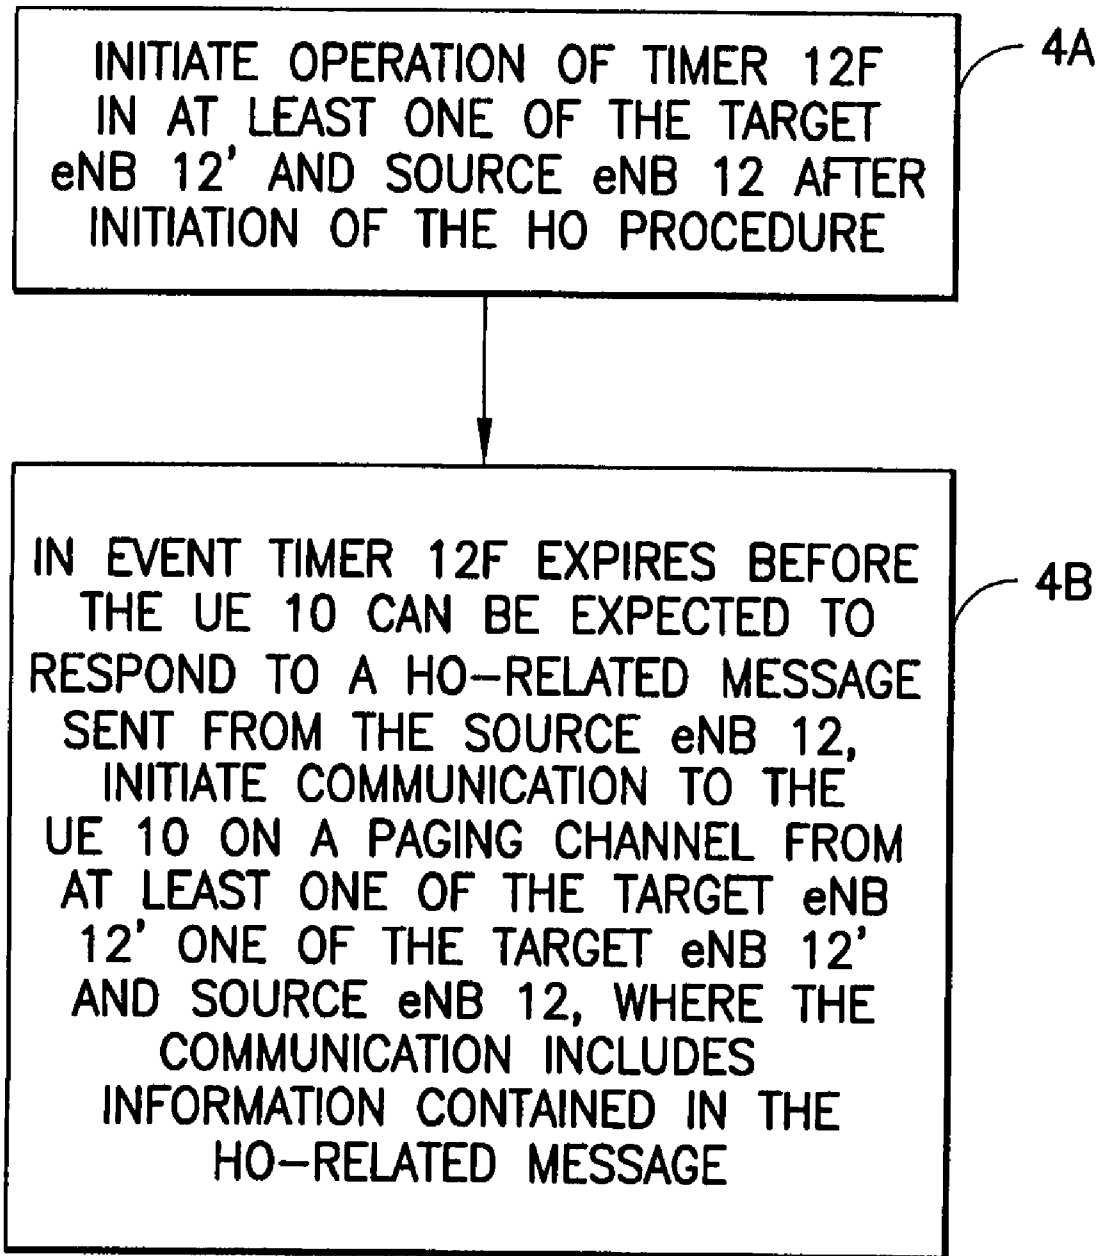 INITIATE OPERATION OF TIMER 12F
IN AT LEAST ONE OF THE TARGET
eNB 12' AND SOURCE eNB 12 AFTER
INITIATION OF THE HO PROCEDURE
4A
IN EVENT TIMER 12F EXPIRES BEFORE
THE UE 10 CAN BE EXPECTED TO
RESPOND TO A HO-RELATED MESSAGE
SENT FROM THE SOURCE eNB 12,
INITIATE COMMUNICATION TO THE
UE 10 ON A PAGING CHANNEL FROM
AT LEAST ONE OF THE TARGET eNB
12' ONE OF THE TARGET eNB 12'
AND SOURCE eNB 12, WHERE THE
COMMUNICATION INCLUDES
INFORMATION CONTAINED IN THE
HO-RELATED MESSAGE
4B